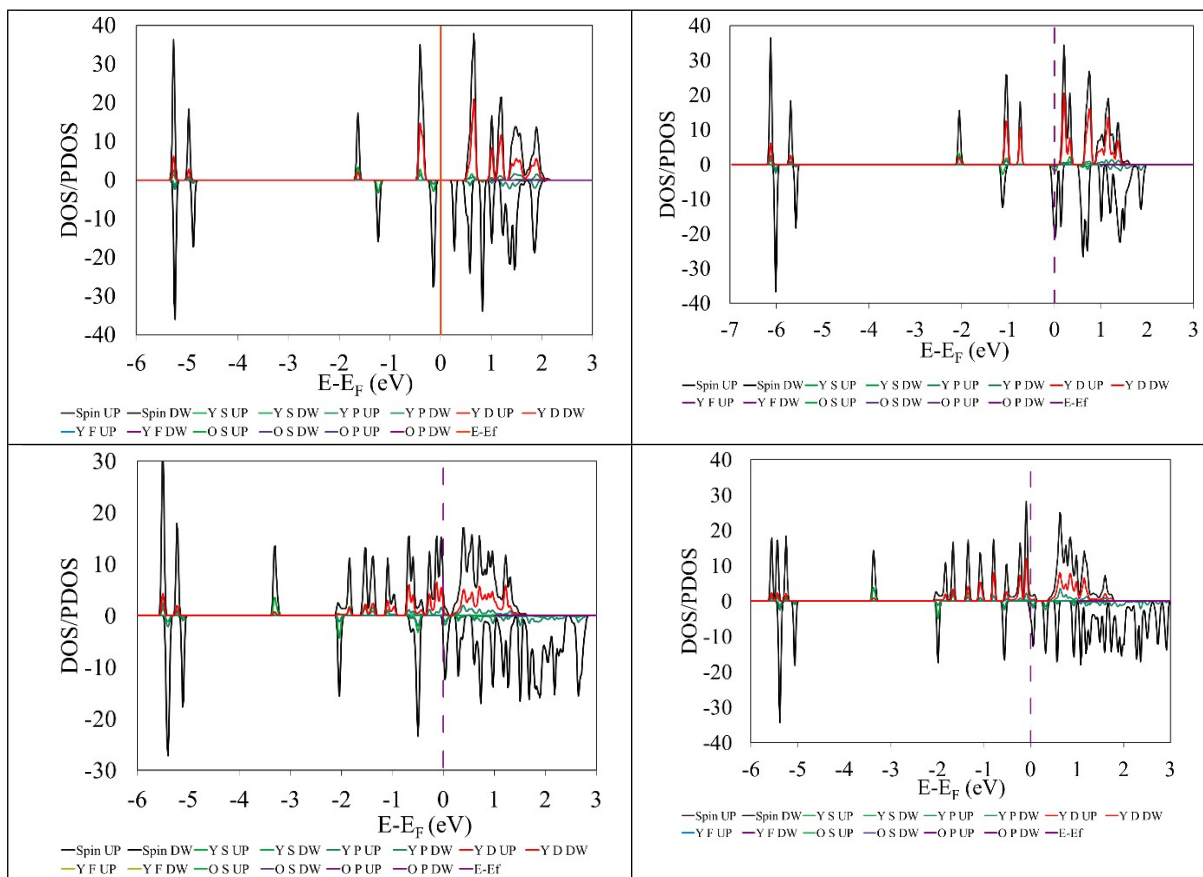 40
30
20
10
0
-10
-20
-30
-40
DOS/PDOS
-6 -5 -4 -3 -2 -1 0 1 2 3
E-EF (eV)
Spin UP Spin DW Y S UP Y S DW Y P UP Y P DW Y D UP Y D DW
Y F UP Y F DW O S UP O S DW O P UP O P DW E-Ef
40
30
20
10
0
-10
-20
-30
-40
DOS/PDOS
-7 -6 -5 -4 -3 -2 -1 0 1 2 3
E-EF (eV)
Spin UP Spin DW Y S UP Y S DW Y P UP Y P DW Y D UP Y D DW
Y F UP Y F DW O S UP O S DW O P UP O P DW E-Ef
30
20
10
0
-10
-20
-30
DOS/PDOS
-6 -5 -4 -3 -2 -1 0 1 2 3
E-EF (eV)
Spin UP Spin DW Y S UP Y S DW Y P UP Y P DW Y D UP Y D DW
Y F UP Y F DW O S UP O S DW O P UP O P DW E-Ef
40
30
20
10
0
-10
-20
-30
-40
DOS/PDOS
-6 -5 -4 -3 -2 -1 0 1 2 3
E-EF (eV)
Spin UP Spin DW Y S UP Y S DW Y P UP Y P DW Y D UP Y D DW
Y F UP Y F DW O S UP O S DW O P UP O P DW E-Ef